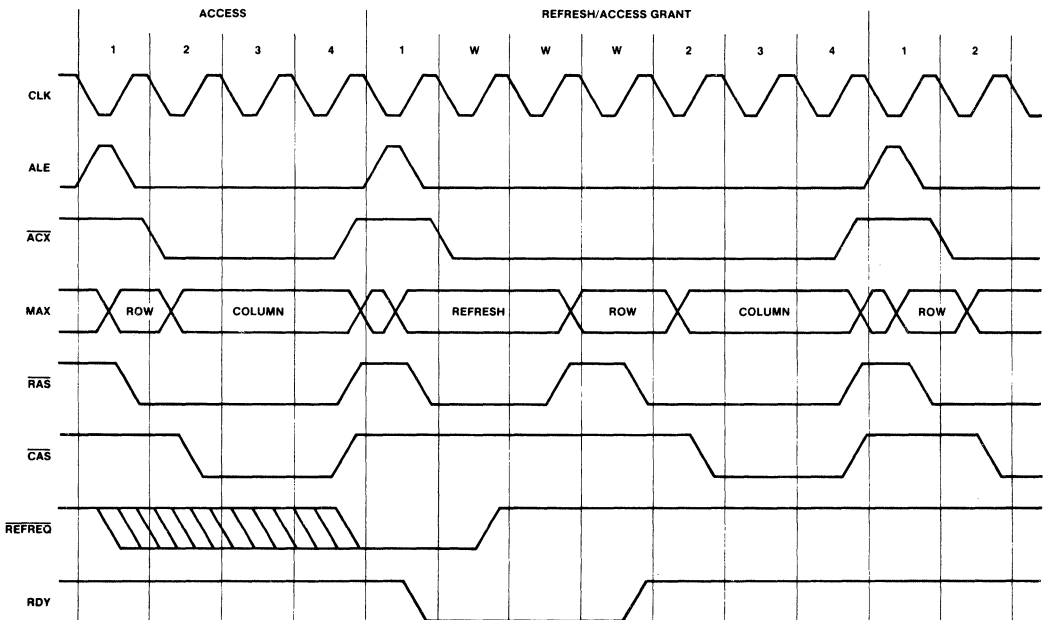 ACCESS REFRESH/ACCESS GRANT
1 2 3 4 1 W W W 2 3 4 1 2
CLK
ALE
ACX
MAX ROW COLUMN REFRESH ROW COLUMN ROW
RAS
CAS
REFREQ
RDY